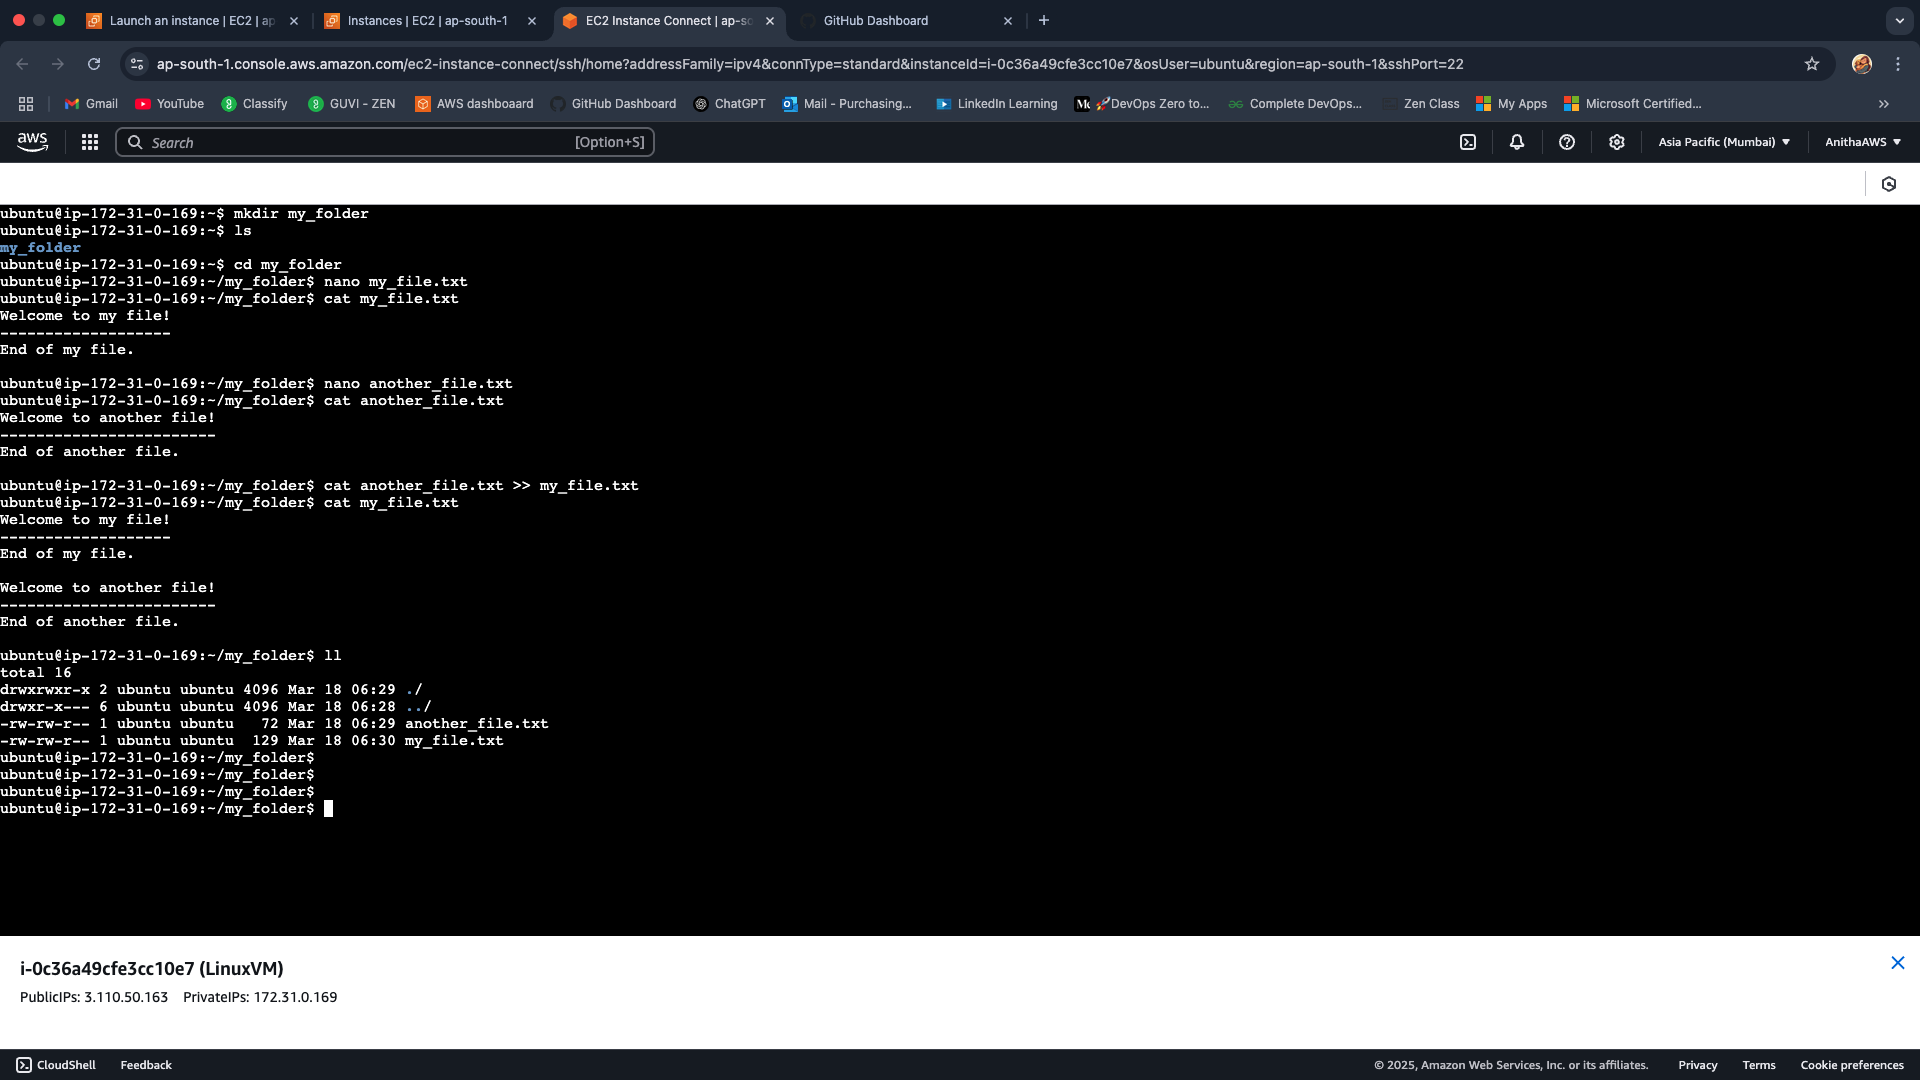 Launch an instance | EC2 | ap
Instances | EC2 | ap-south-1
EC2 Instance Connect | ap-so
GitHub Dashboard
ap-south-1.console.aws.amazon.com/ec2-instance-connect/ssh/home?addressFamily=ipv4&connType=standard&instanceId=i-0c36a49cfe3cc10e7&osUser=ubuntu&region=ap-south-1&sshPort=22
Gmail YouTube Classify GUVI - ZEN AWS dashboaard GitHub Dashboard ChatGPT Mail - Purchasing... LinkedIn Learning 🚀DevOps Zero to... Complete DevOps... Zen Class My Apps Microsoft Certified...
aws Search [Option+S] Asia Pacific (Mumbai) AnithaAWS
ubuntu@ip-172-31-0-169:~$ mkdir my_folder
ubuntu@ip-172-31-0-169:~$ ls
my_folder
ubuntu@ip-172-31-0-169:~$ cd my_folder
ubuntu@ip-172-31-0-169:~/my_folder$ nano my_file.txt
ubuntu@ip-172-31-0-169:~/my_folder$ cat my_file.txt
Welcome to my file!
-------------------
End of my file.
ubuntu@ip-172-31-0-169:~/my_folder$ nano another_file.txt
ubuntu@ip-172-31-0-169:~/my_folder$ cat another_file.txt
Welcome to another file!
------------------------
End of another file.
ubuntu@ip-172-31-0-169:~/my_folder$ cat another_file.txt >> my_file.txt
ubuntu@ip-172-31-0-169:~/my_folder$ cat my_file.txt
Welcome to my file!
-------------------
End of my file.
Welcome to another file!
------------------------
End of another file.
ubuntu@ip-172-31-0-169:~/my_folder$ ll
total 16
drwxrwxr-x 2 ubuntu ubuntu 4096 Mar 18 06:29 ./
drwxr-x--- 6 ubuntu ubuntu 4096 Mar 18 06:28 ../
-rw-rw-r-- 1 ubuntu ubuntu   72 Mar 18 06:29 another_file.txt
-rw-rw-r-- 1 ubuntu ubuntu  129 Mar 18 06:30 my_file.txt
ubuntu@ip-172-31-0-169:~/my_folder$
ubuntu@ip-172-31-0-169:~/my_folder$
ubuntu@ip-172-31-0-169:~/my_folder$
ubuntu@ip-172-31-0-169:~/my_folder$
i-0c36a49cfe3cc10e7 (LinuxVM)
PublicIPs: 3.110.50.163 PrivateIPs: 172.31.0.169
CloudShell Feedback © 2025, Amazon Web Services, Inc. or its affiliates. Privacy Terms Cookie preferences